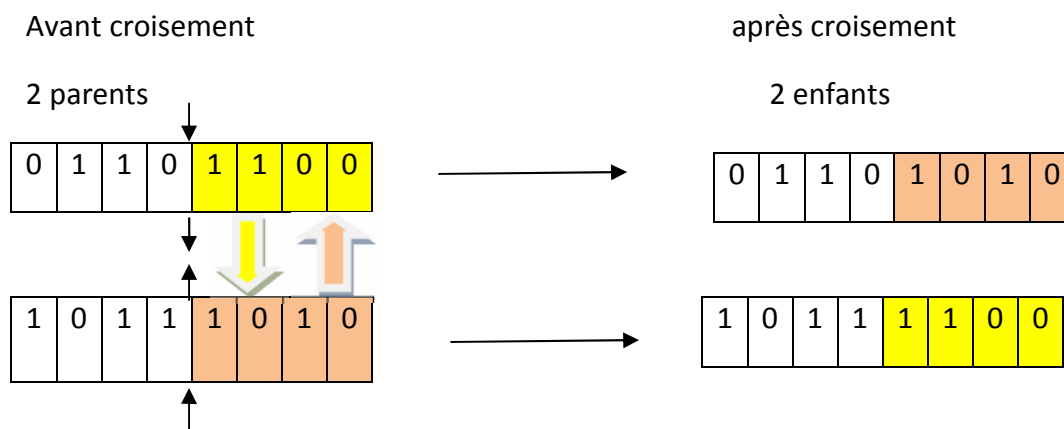 Avant croisement
après croisement
2 parents
2 enfants
0 1 1 0 1 1 0 0
0 1 1 0 1 0 1 0
1 0 1 1 1 0 1 0
1 0 1 1 1 1 0 0